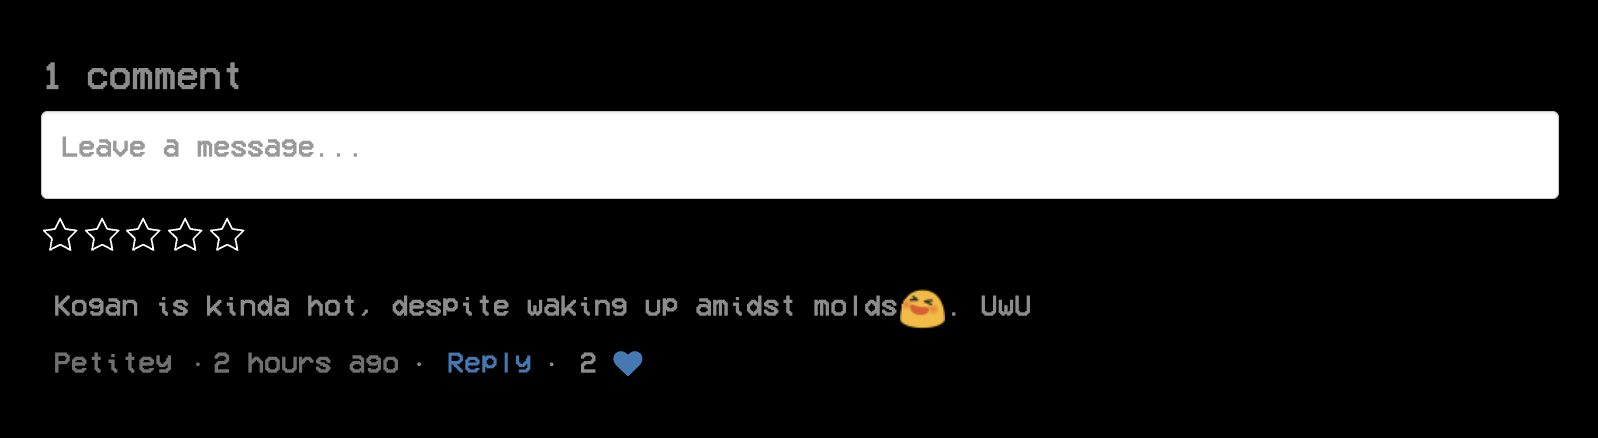 1 comment
Leave a message...
Kogan is kinda hot, despite waking up amidst molds😆. UwU
Petitey · 2 hours ago · Reply · 2 💙